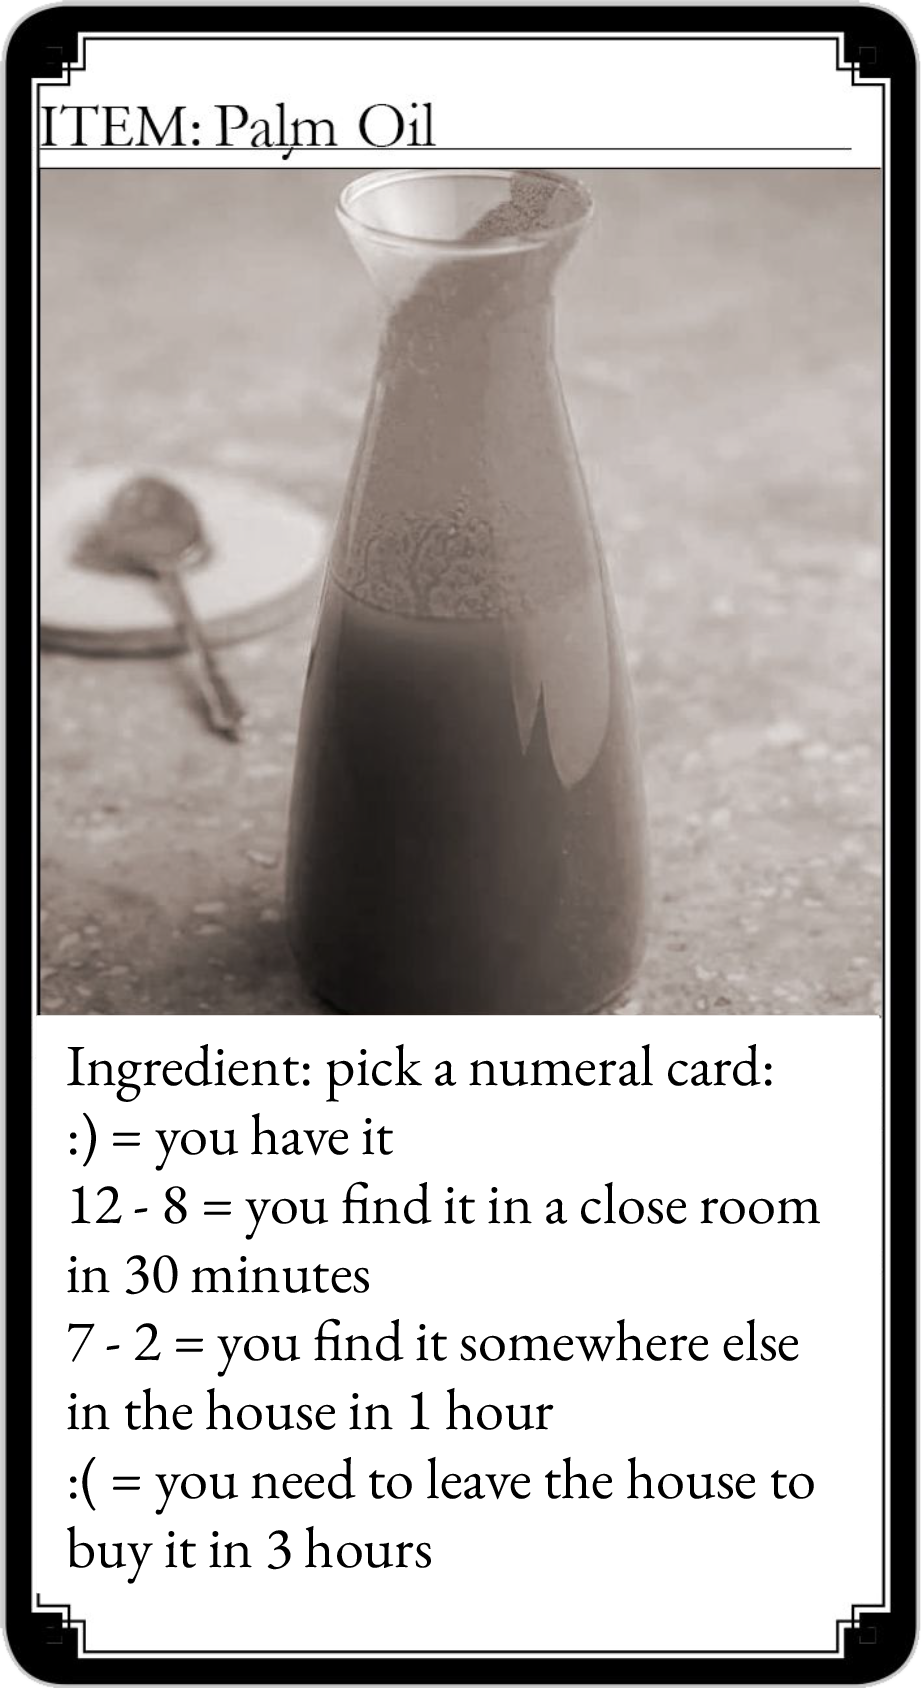 ITEM: Palm Oil
Ingredient: pick a numeral card:
:) = you have it
12 - 8 = you find it in a close room
in 30 minutes
7 - 2 = you find it somewhere else
in the house in 1 hour
:( = you need to leave the house to
buy it in 3 hours